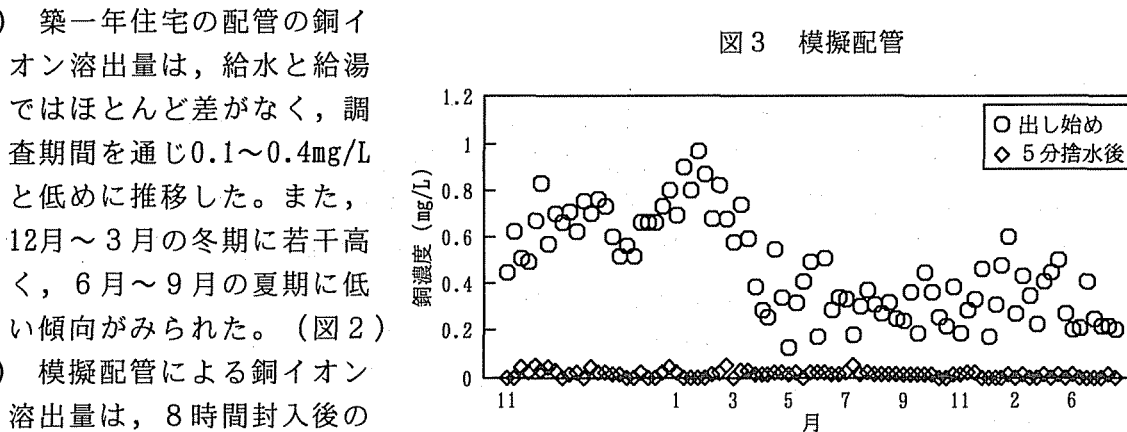 ) 築一年住宅の配管の銅イ
オン溶出量は，給水と給湯
ではほとんど差がなく，調
査期間を通じ0.1～0.4mg/L
と低めに推移した。また，
12月～３月の冬期に若干高
く，６月～９月の夏期に低
い傾向がみられた。（図２）
) 模擬配管による銅イオン
溶出量は，８時間封入後の
図３ 模擬配管
銅濃度 (mg/L)
1.2
1
0.8
0.6
0.4
0.2
0
○ 出し始め
◇ ５分捨水後
11 1 3 5 7 9 11 2 6
月